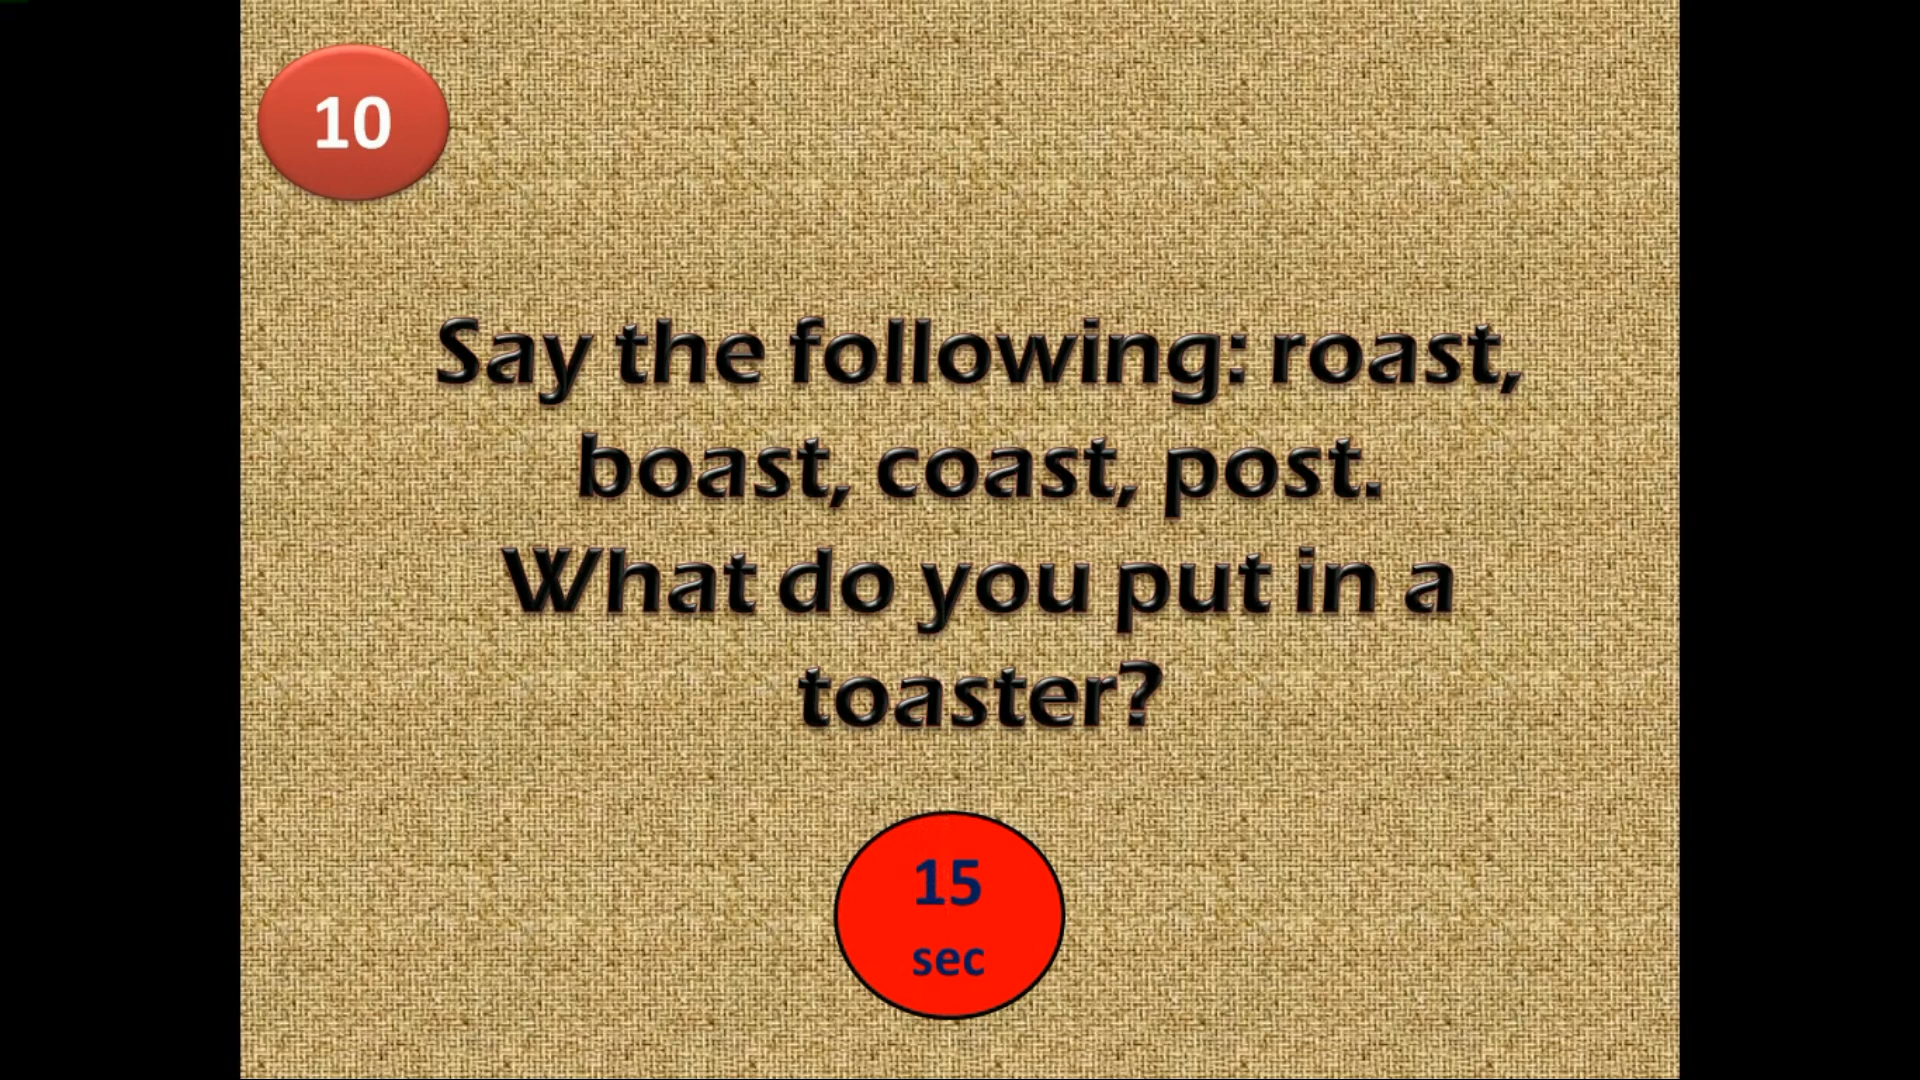 10
Say the following: roast,
boast, coast, post.
What do you put in a
toaster?
15
sec